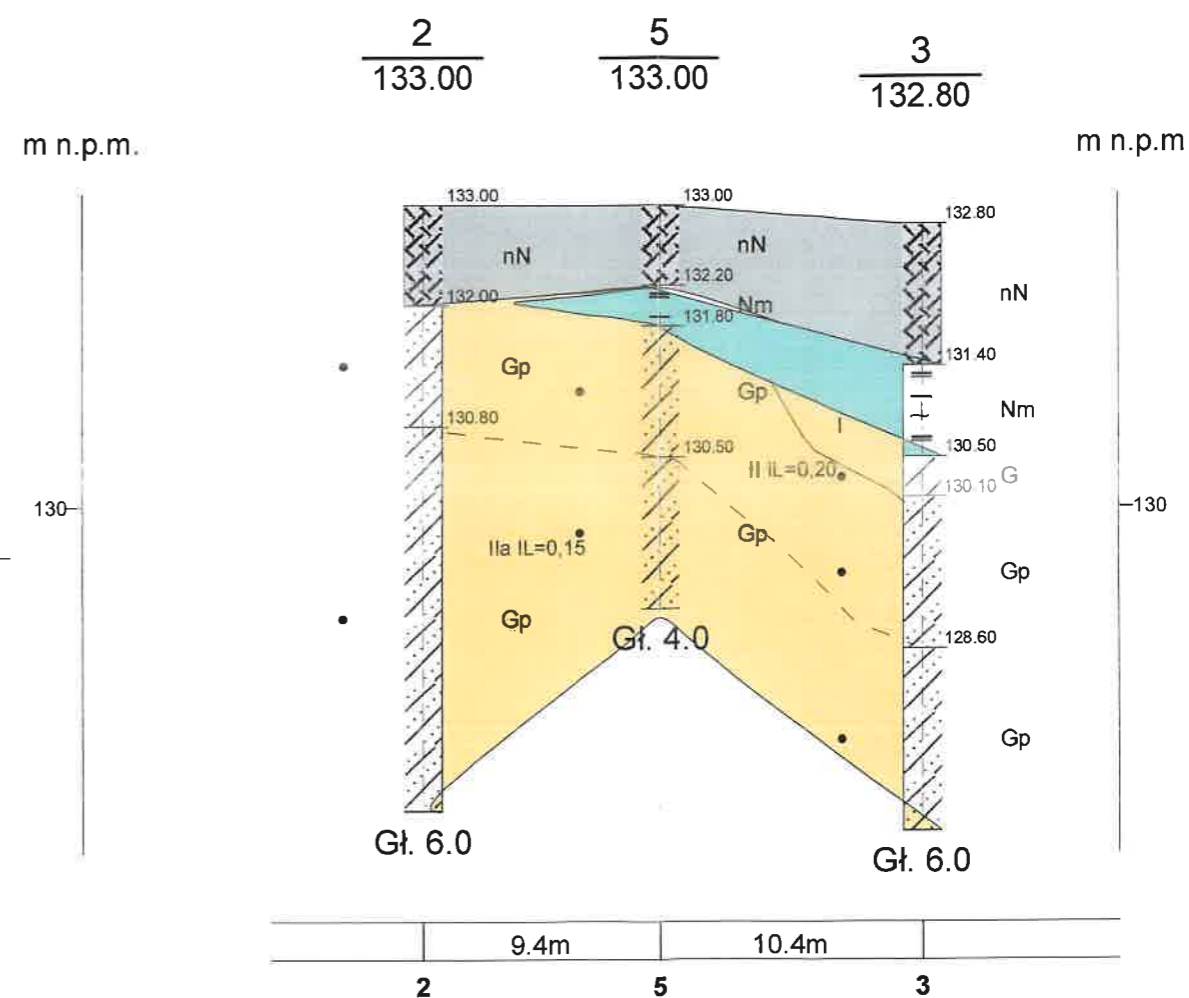 2
133.00
5
133.00
3
132.80
m n.p.m.
m n.p.m
133.00
133.00
132.80
nN
nN
nN
132.00
132.20
Nm
131.80
131.40
Gp
Gp
I
Nm
130.80
130.50
130.50
II IL=0,20
130.10 G
130
130
IIa IL=0,15
Gp
Gp
Gp
Gł. 4.0
128.60
Gp
Gł. 6.0
Gł. 6.0
9.4m
10.4m
2
5
3